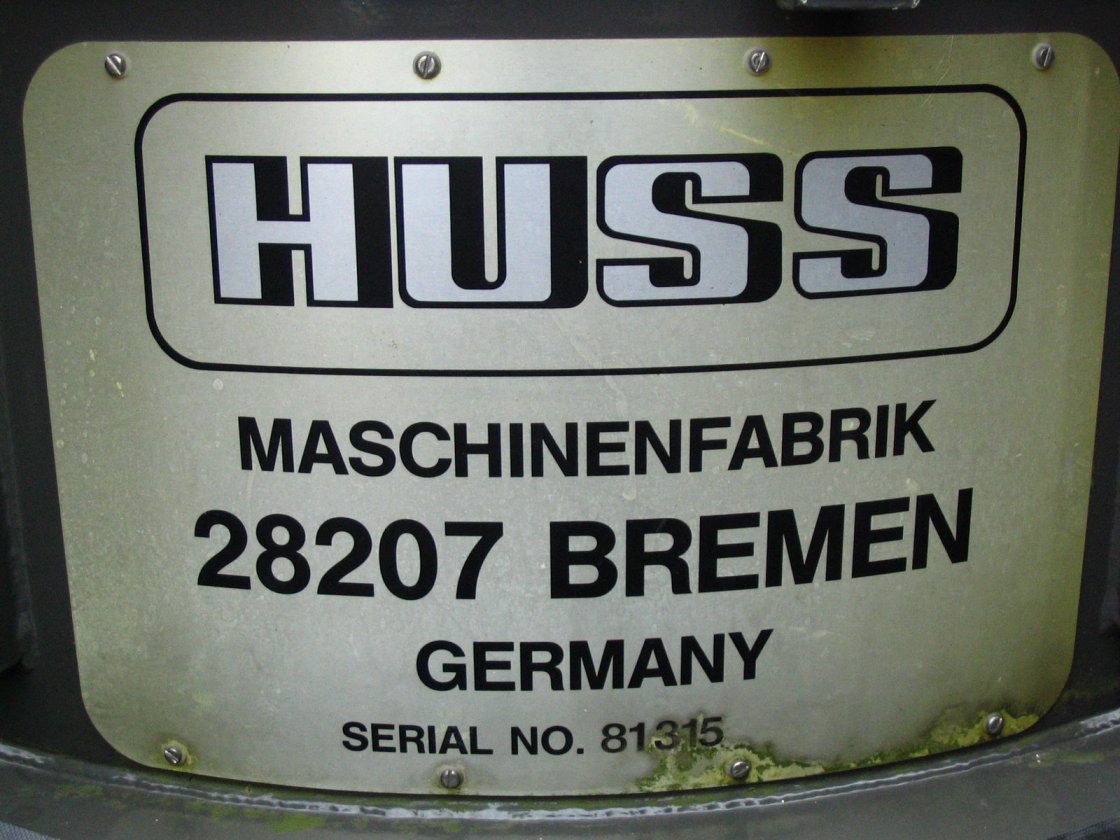 HUSS
MASCHINENFABRIK
28207 BREMEN
GERMANY
SERIAL NO. 81315